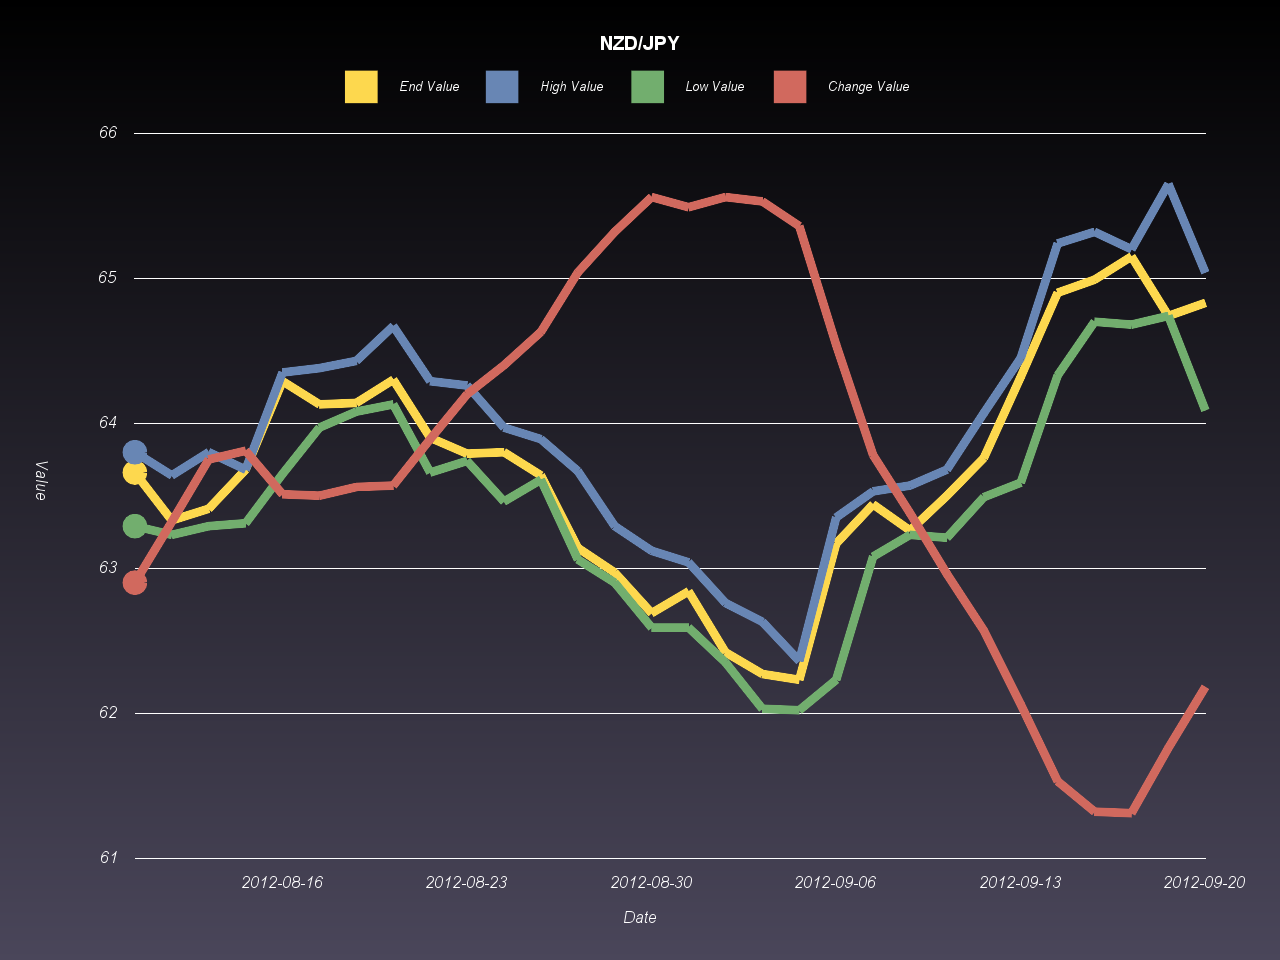 NZD/JPY
End Value High Value Low Value Change Value
66
65
64
63
62
61
Value
2012-08-16 2012-08-23 2012-08-30 2012-09-06 2012-09-13 2012-09-20
Date